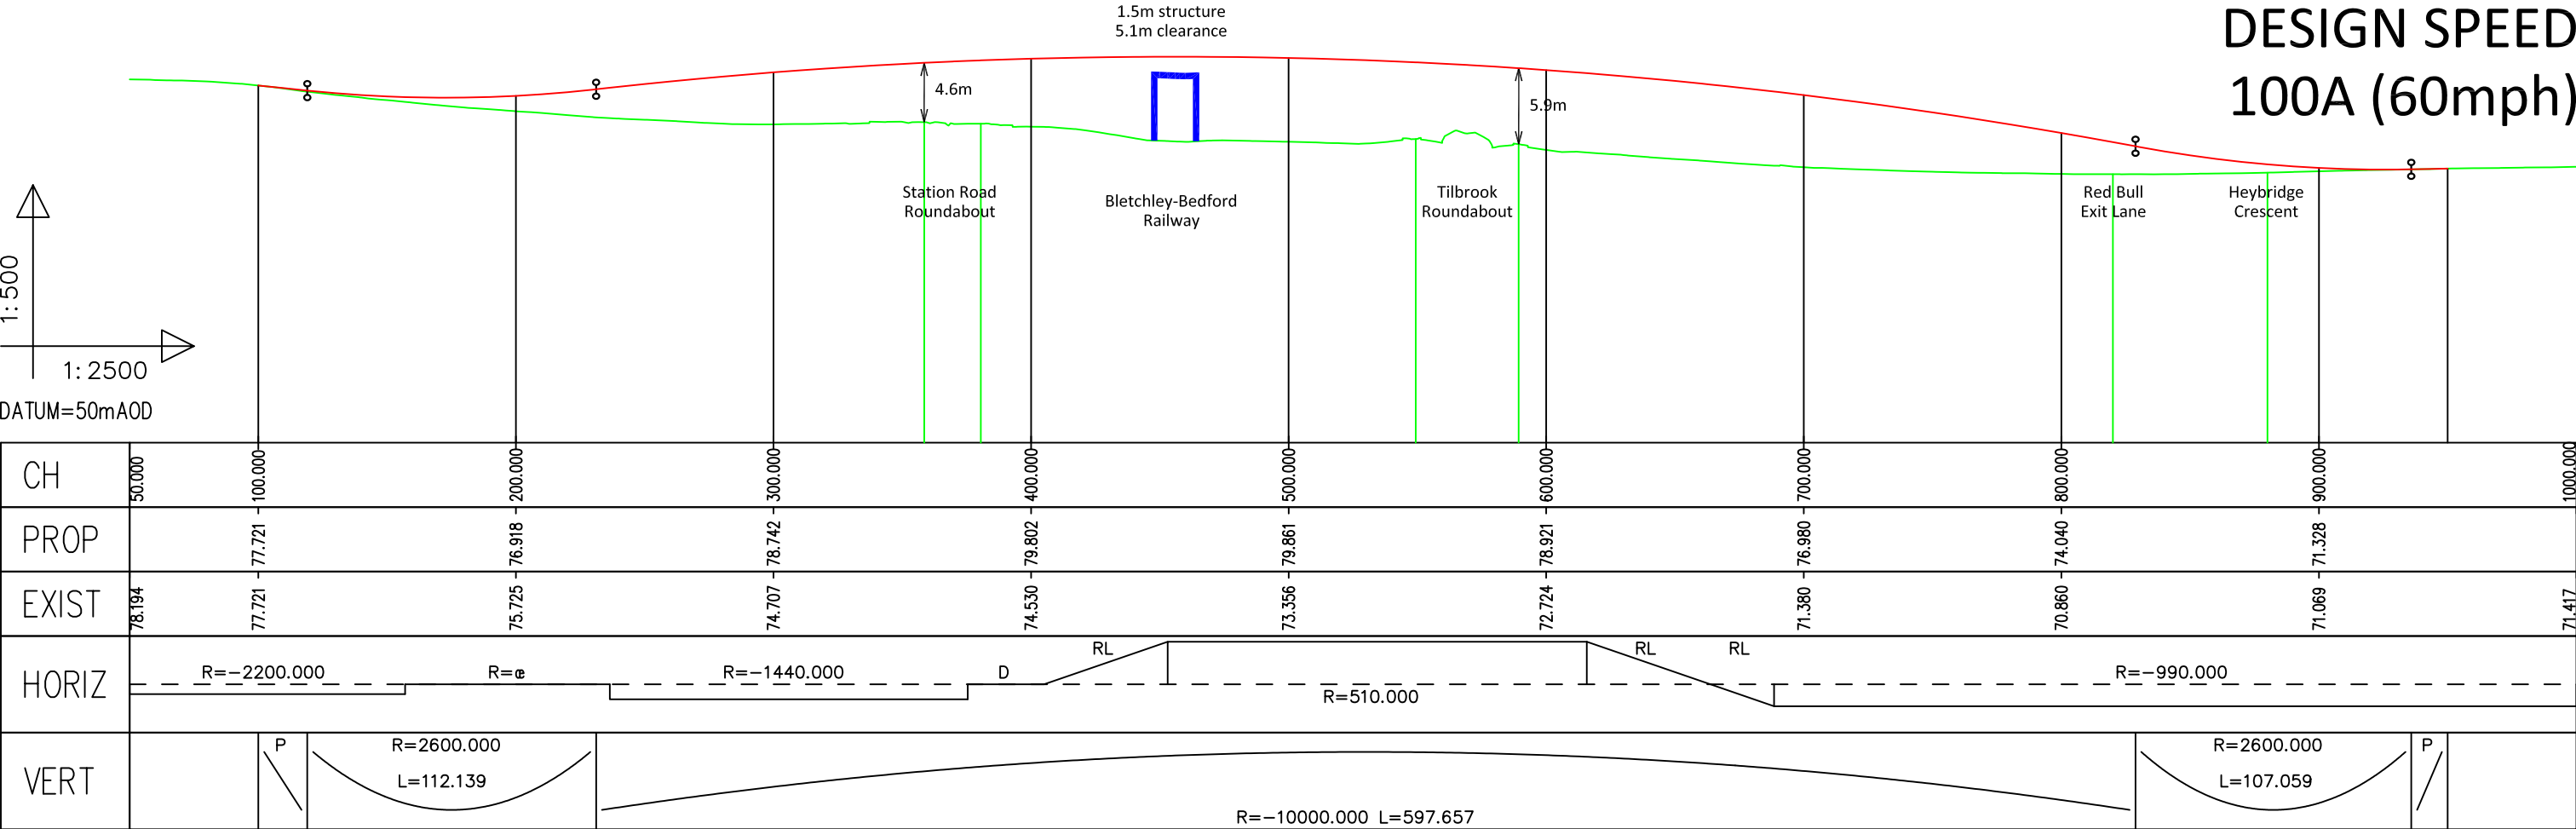 1.5m structure
5.1m clearance
DESIGN SPEED
100A (60mph)
4.6m
5.9m
Station Road
Roundabout
Bletchley-Bedford
Railway
Tilbrook
Roundabout
Red Bull
Exit Lane
Heybridge
Crescent
1:500
1:2500
DATUM=50mAOD
CH 50.000 100.000 200.000 300.000 400.000 500.000 600.000 700.000 800.000 900.000 1000.000
PROP 77.721 76.918 78.742 79.802 79.861 78.921 76.980 74.040 71.328
EXIST 78.194 77.721 75.725 74.707 74.530 73.356 72.724 71.380 70.860 71.069 71.417
HORIZ R=-2200.000 R= R=-1440.000 D RL R=510.000 RL RL R=-990.000
VERT P R=2600.000 L=112.139 R=-10000.000 L=597.657 R=2600.000 L=107.059 P